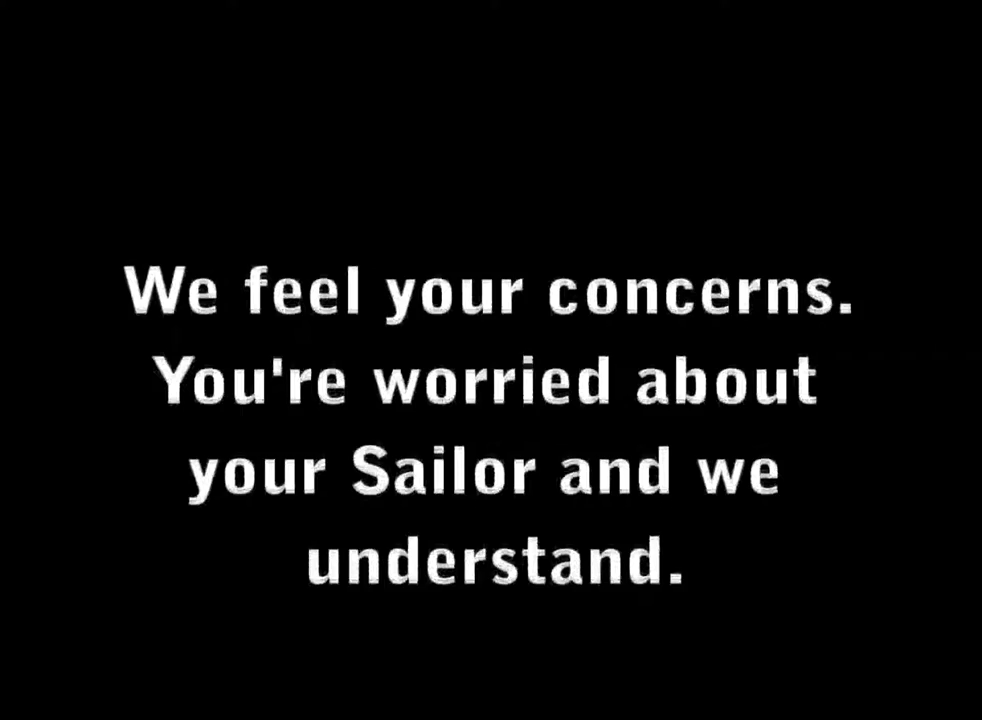 We feel your concerns.
You're worried about
your Sailor and we
understand.